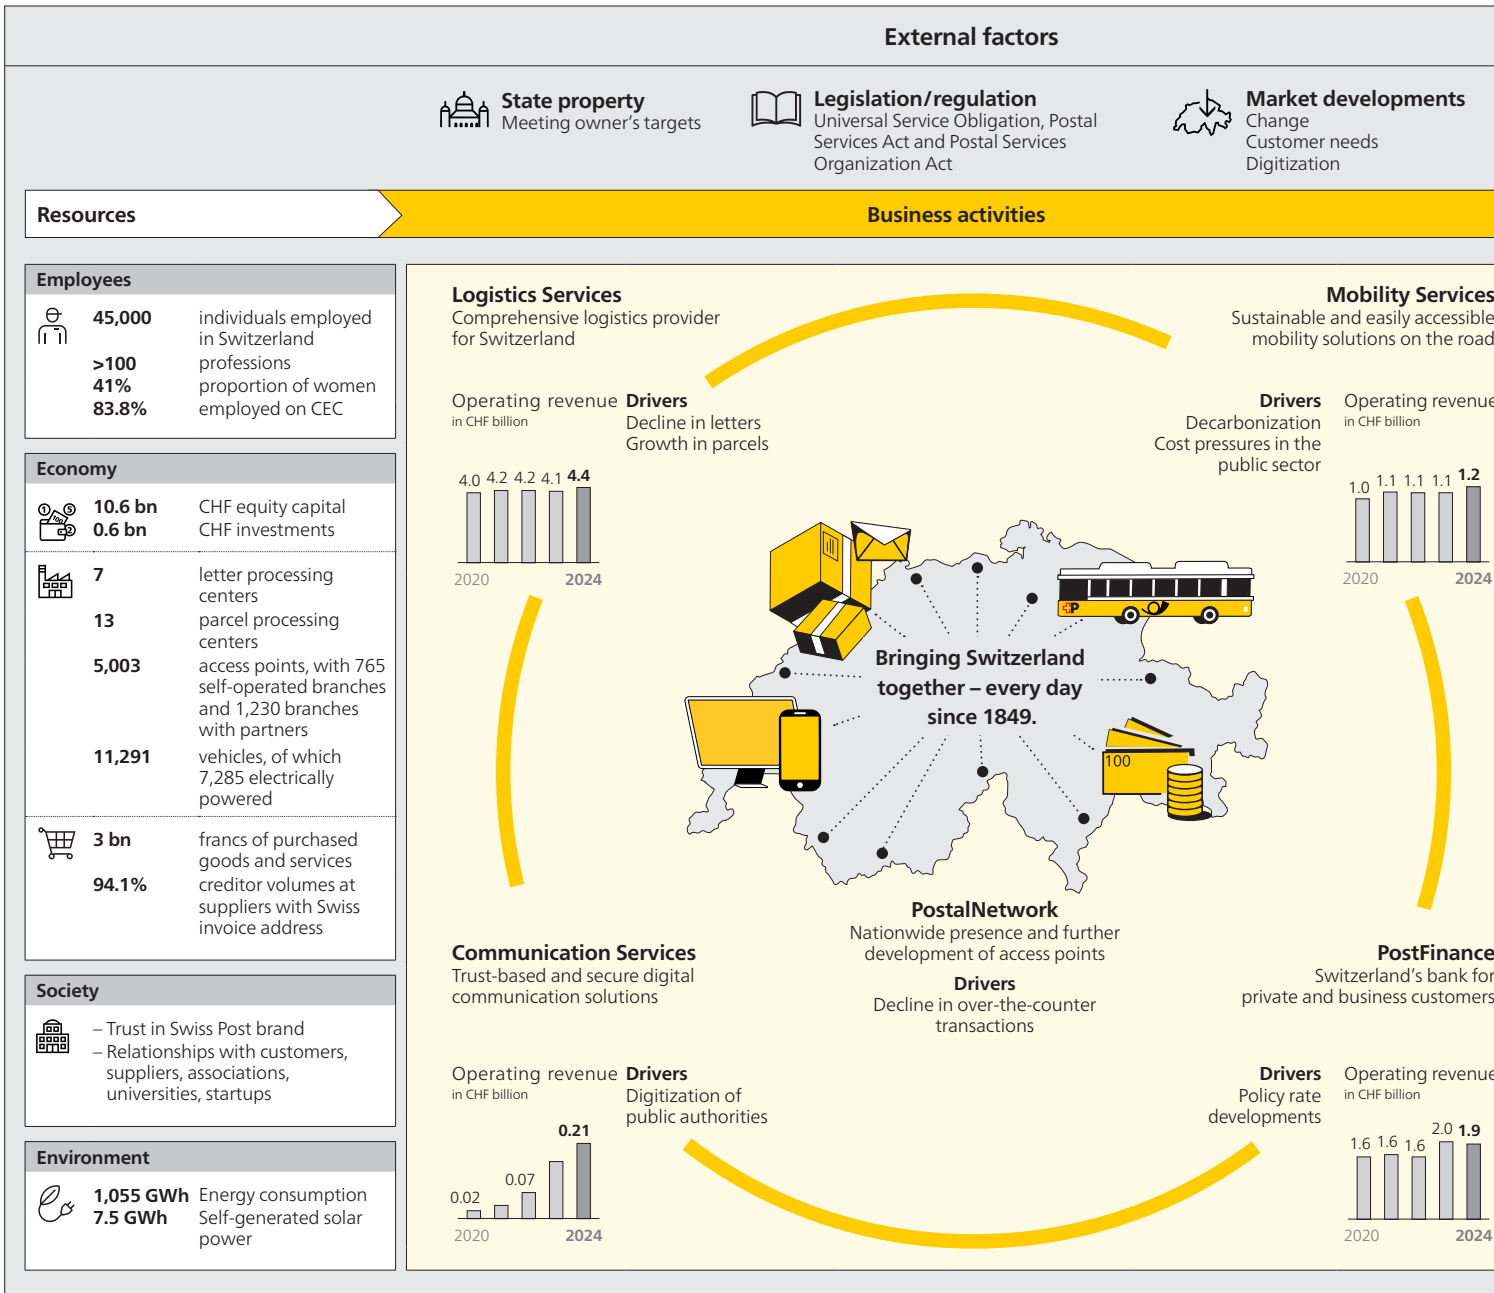 External factors
State property
Meeting owner's targets
Legislation/regulation
Universal Service Obligation, Postal
Services Act and Postal Services
Organization Act
Market developments
Change
Customer needs
Digitization
Resources
Business activities
Employees
45,000 individuals employed
in Switzerland
>100 professions
41% proportion of women
83.8% employed on CEC
Economy
10.6 bn CHF equity capital
0.6 bn CHF investments
7 letter processing
centers
13 parcel processing
centers
5,003 access points, with 765
self-operated branches
and 1,230 branches
with partners
11,291 vehicles, of which
7,285 electrically
powered
3 bn francs of purchased
goods and services
94.1% creditor volumes at
suppliers with Swiss
invoice address
Society
– Trust in Swiss Post brand
– Relationships with customers,
suppliers, associations,
universities, startups
Environment
1,055 GWh Energy consumption
7.5 GWh Self-generated solar
power
Logistics Services
Comprehensive logistics provider
for Switzerland
Operating revenue
in CHF billion
Drivers
Decline in letters
Growth in parcels
4.0 4.2 4.2 4.1 4.4
2020 2024
Mobility Services
Sustainable and easily accessible
mobility solutions on the road
Drivers
Decarbonization
Cost pressures in the
public sector
Operating revenue
in CHF billion
1.0 1.1 1.1 1.1 1.2
2020 2024
P
Bringing Switzerland
together – every day
since 1849.
100
PostalNetwork
Nationwide presence and further
development of access points
Drivers
Decline in over-the-counter
transactions
Communication Services
Trust-based and secure digital
communication solutions
Operating revenue
in CHF billion
Drivers
Digitization of
public authorities
0.02 0.07 0.21
2020 2024
PostFinance
Switzerland's bank for
private and business customers
Drivers
Policy rate
developments
Operating revenue
in CHF billion
1.6 1.6 1.6 2.0 1.9
2020 2024